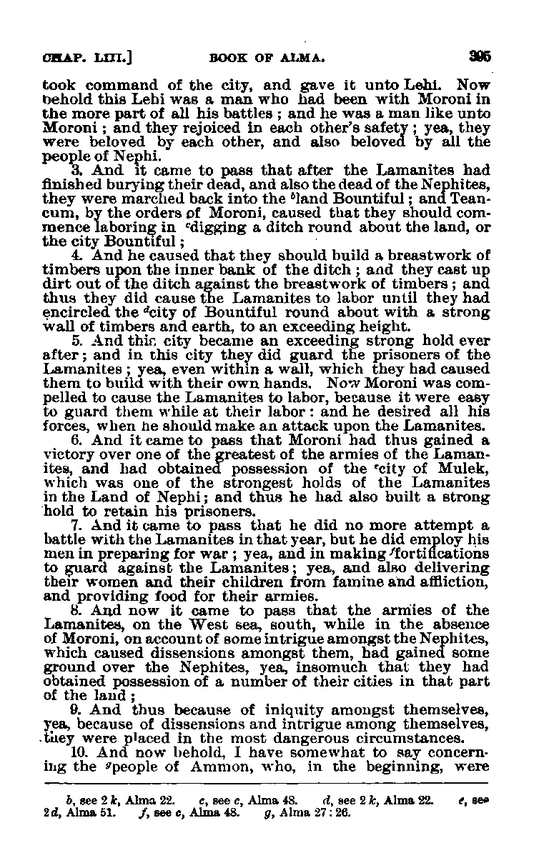 CHAP. LIII.] BOOK OF ALMA. 395
took command of the city, and gave it unto Lehi. Now
behold this Lehi was a man who had been with Moroni in
the more part of all his battles ; and he was a man like unto
Moroni ; and they rejoiced in each other's safety ; yea, they
were beloved by each other, and also beloved by all the
people of Nephi.
3. And it came to pass that after the Lamanites had
finished burying their dead, and also the dead of the Nephites,
they were marched back into the ᵇland Bountiful ; and Tean-
cum, by the orders of Moroni, caused that they should com-
mence laboring in ᶜdigging a ditch round about the land, or
the city Bountiful ;
4. And he caused that they should build a breastwork of
timbers upon the inner bank of the ditch ; and they cast up
dirt out of the ditch against the breastwork of timbers ; and
thus they did cause the Lamanites to labor until they had
encircled the ᵈcity of Bountiful round about with a strong
wall of timbers and earth, to an exceeding height.
5. And this city became an exceeding strong hold ever
after ; and in this city they did guard the prisoners of the
Lamanites ; yea, even within a wall, which they had caused
them to build with their own hands. Now Moroni was com-
pelled to cause the Lamanites to labor, because it were easy
to guard them while at their labor : and he desired all his
forces, when he should make an attack upon the Lamanites.
6. And it came to pass that Moroni had thus gained a
victory over one of the greatest of the armies of the Laman-
ites, and had obtained possession of the ᵉcity of Mulek,
which was one of the strongest holds of the Lamanites
in the Land of Nephi ; and thus he had also built a strong
hold to retain his prisoners.
7. And it came to pass that he did no more attempt a
battle with the Lamanites in that year, but he did employ his
men in preparing for war ; yea, and in making ᶠfortifications
to guard against the Lamanites ; yea, and also delivering
their women and their children from famine and affliction,
and providing food for their armies.
8. And now it came to pass that the armies of the
Lamanites, on the West sea, south, while in the absence
of Moroni, on account of some intrigue amongst the Nephites,
which caused dissensions amongst them, had gained some
ground over the Nephites, yea, insomuch that they had
obtained possession of a number of their cities in that part
of the land ;
9. And thus because of iniquity amongst themselves,
yea, because of dissensions and intrigue among themselves,
they were placed in the most dangerous circumstances.
10. And now behold, I have somewhat to say concern-
ing the ᵍpeople of Ammon, who, in the beginning, were
b, see 2 k, Alma 22. c, see c, Alma 48. d, see 2 k, Alma 22. e, see
2 d, Alma 51. f, see c, Alma 48. g, Alma 27 : 26.